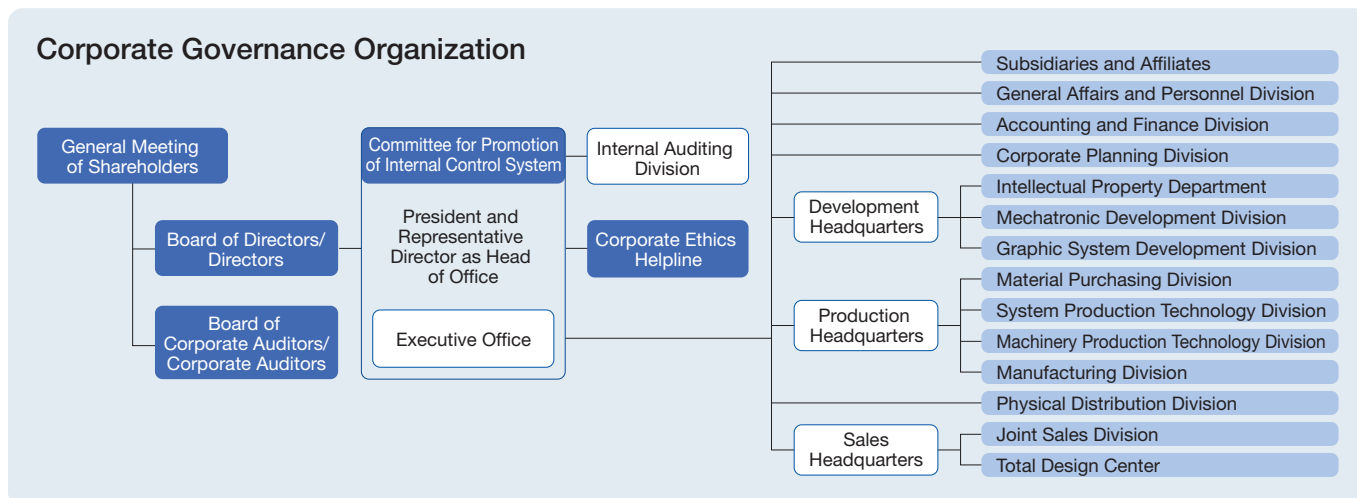 Corporate Governance Organization
General Meeting
of Shareholders
Board of Directors/
Directors
Board of
Corporate Auditors/
Corporate Auditors
Committee for Promotion
of Internal Control System
President and
Representative
Director as Head
of Office
Executive Office
Internal Auditing
Division
Corporate Ethics
Helpline
Subsidiaries and Affiliates
General Affairs and Personnel Division
Accounting and Finance Division
Corporate Planning Division
Development
Headquarters
Intellectual Property Department
Mechatronic Development Division
Graphic System Development Division
Production
Headquarters
Material Purchasing Division
System Production Technology Division
Machinery Production Technology Division
Manufacturing Division
Physical Distribution Division
Sales
Headquarters
Joint Sales Division
Total Design Center